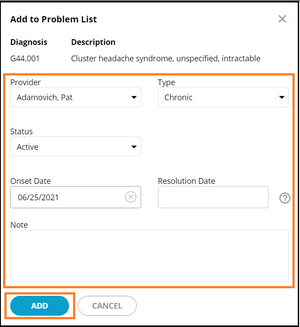 Add to Problem List
Diagnosis Description
G44.001 Cluster headache syndrome, unspecified, intractable
Provider Type
Adamovich, Pat Chronic
Status
Active
Onset Date Resolution Date
06/25/2021
Note
ADD CANCEL